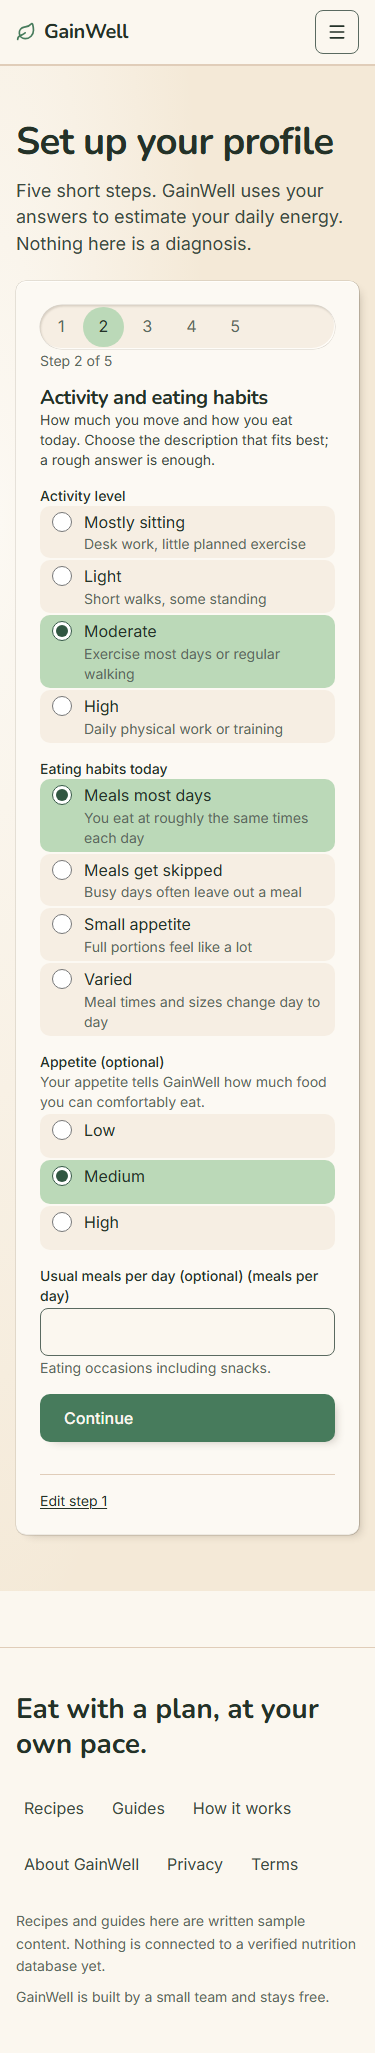 GainWell
Set up your profile
Five short steps. GainWell uses your
answers to estimate your daily energy.
Nothing here is a diagnosis.
1 2 3 4 5
Step 2 of 5
Activity and eating habits
How much you move and how you eat
today. Choose the description that fits best;
a rough answer is enough.
Activity level
Mostly sitting
Desk work, little planned exercise
Light
Short walks, some standing
Moderate
Exercise most days or regular
walking
High
Daily physical work or training
Eating habits today
Meals most days
You eat at roughly the same times
each day
Meals get skipped
Busy days often leave out a meal
Small appetite
Full portions feel like a lot
Varied
Meal times and sizes change day to
day
Appetite (optional)
Your appetite tells GainWell how much food
you can comfortably eat.
Low
Medium
High
Usual meals per day (optional) (meals per
day)
Eating occasions including snacks.
Continue
Edit step 1
Eat with a plan, at your
own pace.
Recipes Guides How it works
About GainWell Privacy Terms
Recipes and guides here are written sample
content. Nothing is connected to a verified nutrition
database yet.
GainWell is built by a small team and stays free.